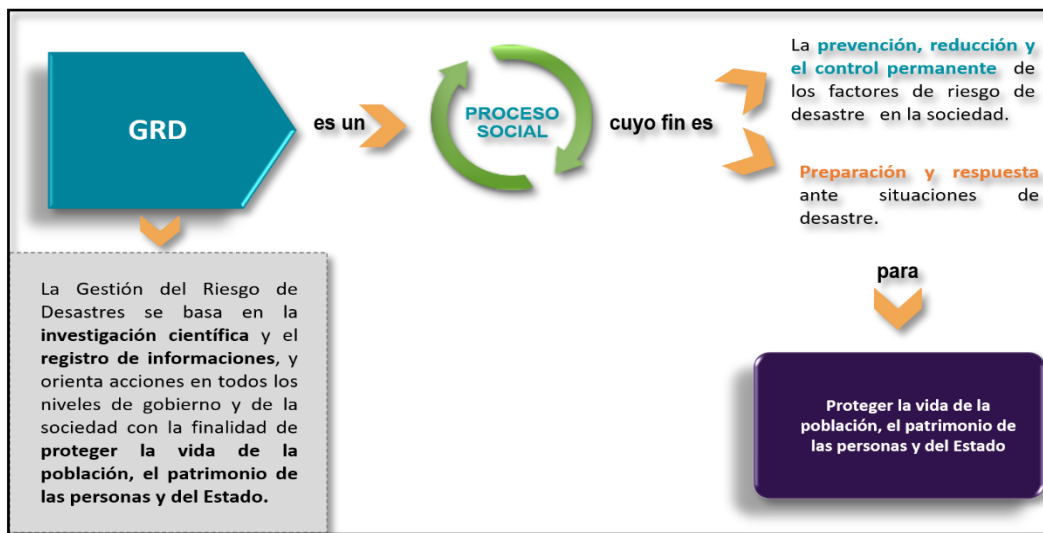 GRD
es un
PROCESO
SOCIAL
cuyo fin es
La prevención, reducción y
el control permanente de
los factores de riesgo de
desastre en la sociedad.
Preparación y respuesta
ante situaciones de
desastre.
para
Proteger la vida de la
población, el patrimonio de
las personas y del Estado
La Gestión del Riesgo de
Desastres se basa en la
investigación científica y el
registro de informaciones, y
orienta acciones en todos los
niveles de gobierno y de la
sociedad con la finalidad de
proteger la vida de la
población, el patrimonio de
las personas y del Estado.